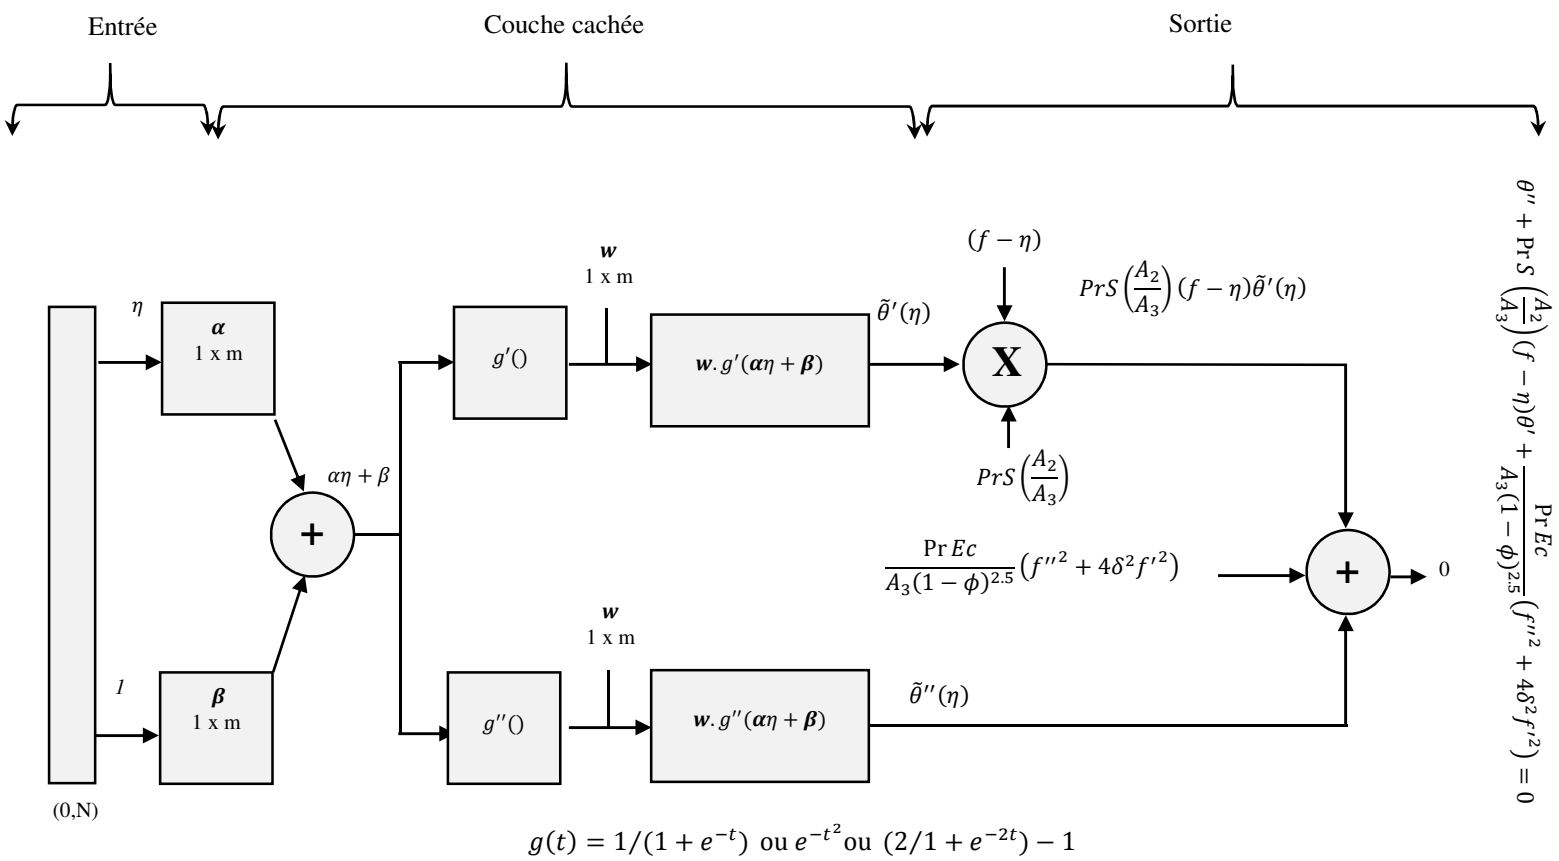 Entrée
Couche cachée
Sortie
η
α
1 x m
αη + β
1
β
1 x m
(0,N)
+
g′()
w
1 x m
w. g′(αη + β)
θ̃′(η)
(f − η)
X
PrS(A₂/A₃)
PrS(A₂/A₃)(f − η)θ̃′(η)
Pr Ec/A₃(1 − ϕ)^2.5 (f′′² + 4δ²f′²)
+
0
g′′()
w
1 x m
w. g′′(αη + β)
θ̃′′(η)
θ′′ + Pr S (A₂/A₃)(f − η)θ′ + Pr Ec/A₃(1 − ϕ)^2.5 (f′′² + 4δ²f′²) = 0
g(t) = 1/(1 + e^−t) ou e^−t² ou (2/1 + e^−2t) − 1